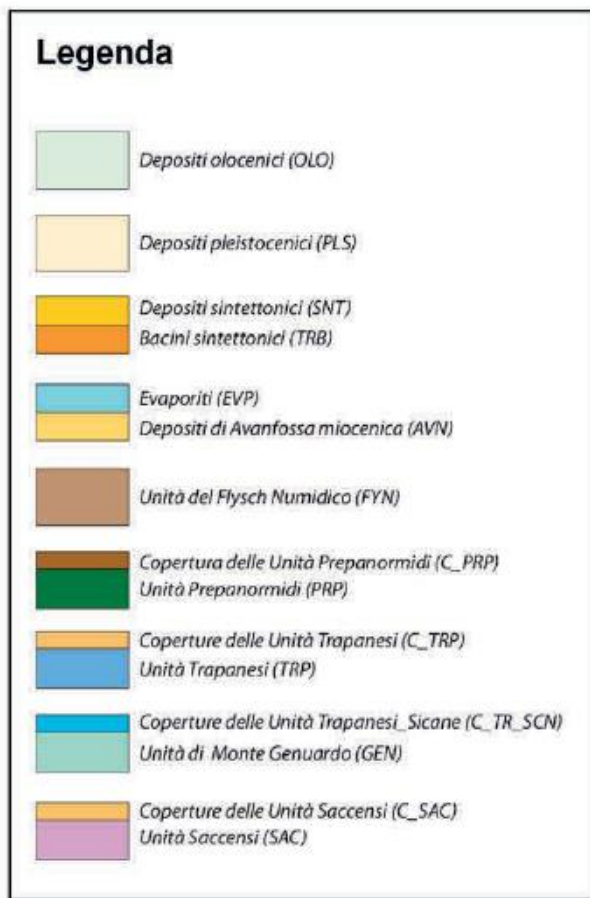 Legenda
Depositi olocenici (OLO)
Depositi pleistocenici (PLS)
Depositi sintettonici (SNT)
Bacini sintettonici (TRB)
Evaporiti (EVP)
Depositi di Avanfossa miocenica (AVN)
Unità del Flysch Numidico (FYN)
Copertura delle Unità Prepanormidi (C_PRP)
Unità Prepanormidi (PRP)
Coperture delle Unità Trapanesi (C_TRP)
Unità Trapanesi (TRP)
Coperture delle Unità Trapanesi_Sicane (C_TR_SCN)
Unità di Monte Genuardo (GEN)
Coperture delle Unità Saccensi (C_SAC)
Unità Saccensi (SAC)